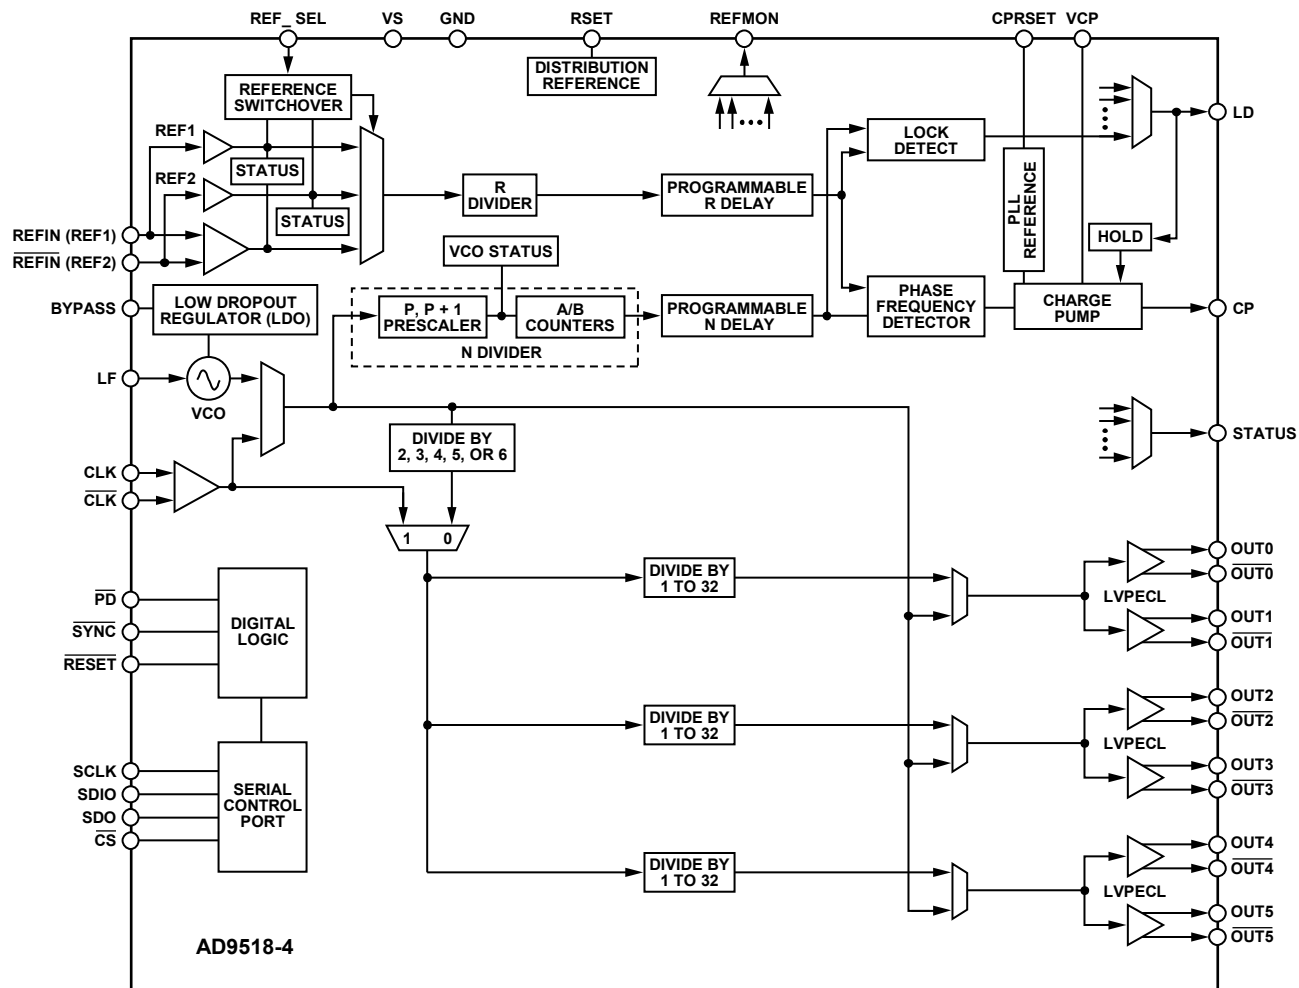 REF_SEL
VS
GND
RSET
REFMON
CPRSET
VCP
DISTRIBUTION
REFERENCE
REFERENCE
SWITCHOVER
REF1
STATUS
REF2
STATUS
REFIN (REF1)
REFIN (REF2)
R
DIVIDER
PROGRAMMABLE
R DELAY
LOCK
DETECT
PLL
REFERENCE
LD
HOLD
VCO STATUS
BYPASS
LOW DROPOUT
REGULATOR (LDO)
P, P + 1
PRESCALER
A/B
COUNTERS
N DIVIDER
PROGRAMMABLE
N DELAY
PHASE
FREQUENCY
DETECTOR
CHARGE
PUMP
CP
LF
VCO
STATUS
DIVIDE BY
2, 3, 4, 5, OR 6
CLK
CLK
1 0
DIVIDE BY
1 TO 32
LVPECL
OUT0
OUT0
OUT1
OUT1
PD
SYNC
RESET
DIGITAL
LOGIC
DIVIDE BY
1 TO 32
LVPECL
OUT2
OUT2
OUT3
OUT3
SCLK
SDIO
SDO
CS
SERIAL
CONTROL
PORT
DIVIDE BY
1 TO 32
LVPECL
OUT4
OUT4
OUT5
OUT5
AD9518-4